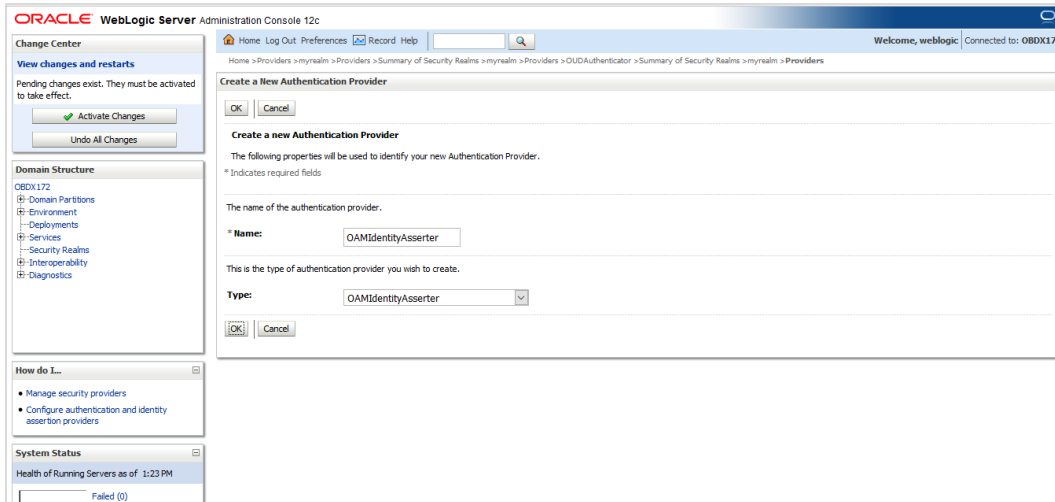 ORACLE WebLogic Server Administration Console 12c
Change Center
View changes and restarts
Pending changes exist. They must be activated
to take effect.
Activate Changes
Undo All Changes
Domain Structure
OBDX172
Domain Partitions
Environment
Deployments
Services
Security Realms
Interoperability
Diagnostics
How do I...
Manage security providers
Configure authentication and identity
assertion providers
System Status
Health of Running Servers as of 1:23 PM
Failed (0)
Home Log Out Preferences Record Help
Welcome, weblogic Connected to: OBDX17
Home >Providers >myrealm >Providers >Summary of Security Realms >myrealm >Providers >OUDAuthenticator >Summary of Security Realms >myrealm >Providers
Create a New Authentication Provider
OK Cancel
Create a new Authentication Provider
The following properties will be used to identify your new Authentication Provider.
* Indicates required fields
The name of the authentication provider.
* Name: OAMIdentityAsserter
This is the type of authentication provider you wish to create.
Type: OAMIdentityAsserter
OK Cancel